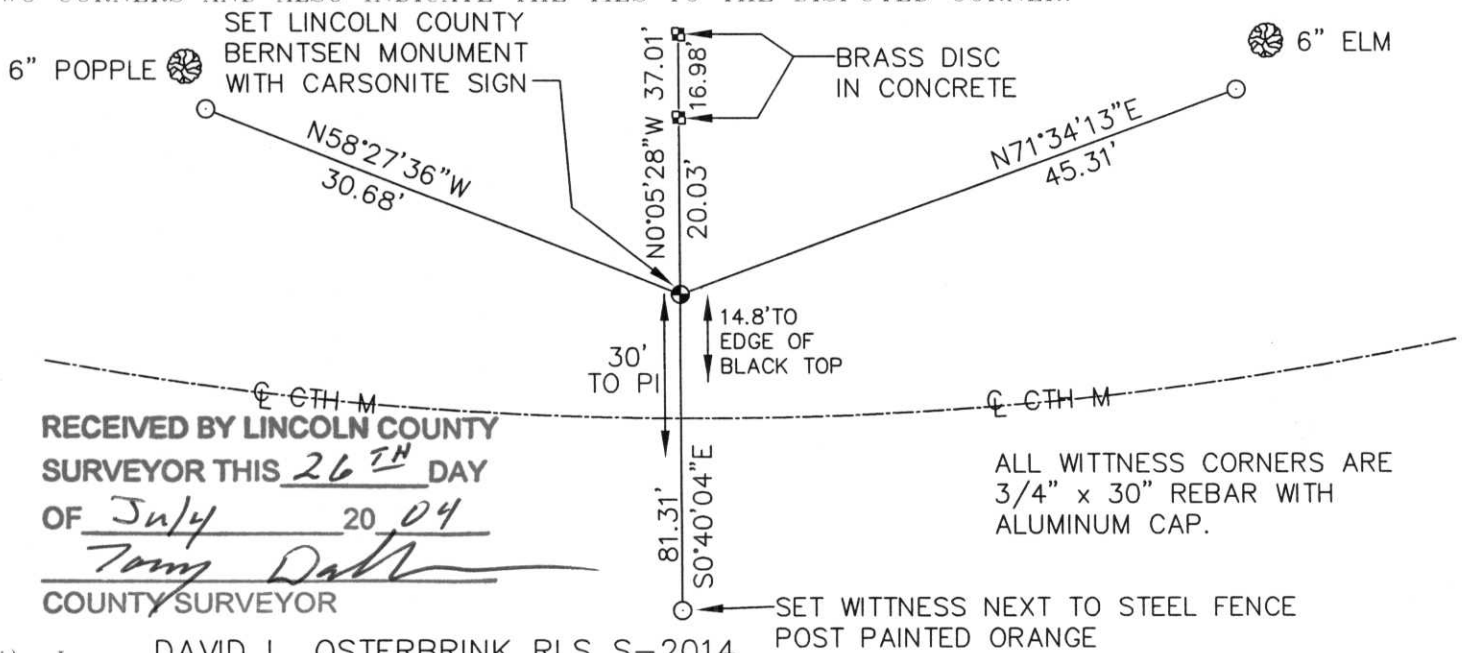 SET LINCOLN COUNTY
BERNTSEN MONUMENT
WITH CARSONITE SIGN
6" POPPLE
BRASS DISC
IN CONCRETE
6" ELM
N58°27'36"W
30.68'
N0°05'28"W 37.01'
16.98'
20.03'
N71°34'13"E
45.31'
14.8'TO
EDGE OF
BLACK TOP
30'
TO PI
℄ CTH M
℄ CTH M
RECEIVED BY LINCOLN COUNTY
SURVEYOR THIS 26TH DAY
OF July 20 04
COUNTY SURVEYOR
81.31'
S0°40'04"E
ALL WITTNESS CORNERS ARE
3/4" x 30" REBAR WITH
ALUMINUM CAP.
SET WITTNESS NEXT TO STEEL FENCE
POST PAINTED ORANGE
DAVID L. OSTERBRINK RLS S-2014